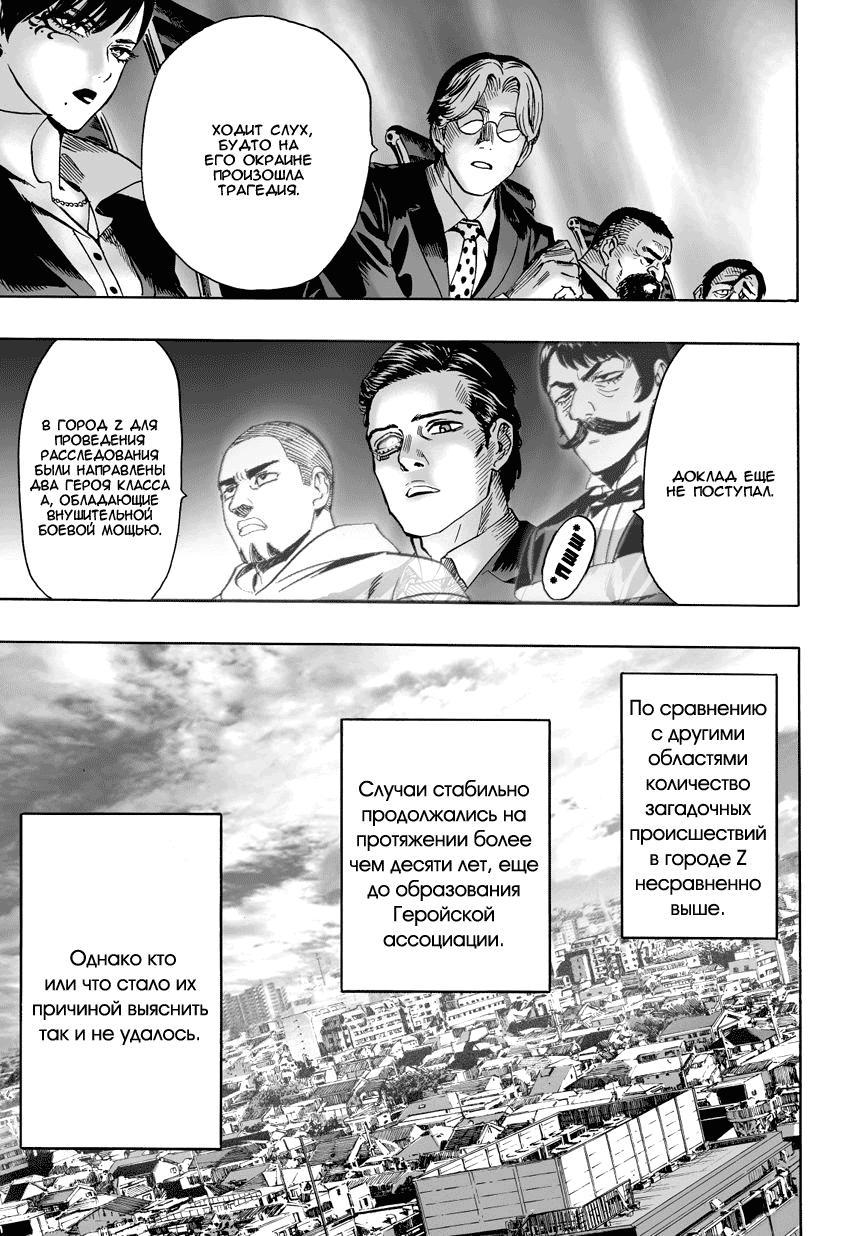 ХОДИТ СЛУХ,
БУДТО НА
ЕГО ОКРАИНЕ
ПРОИЗОШЛА
ТРАГЕДИЯ.
ДОКЛАД ЕЩЕ
НЕ ПОСТУПАЛ.
*ПШШ*
В ГОРОД Z ДЛЯ
ПРОВЕДЕНИЯ
РАССЛЕДОВАНИЯ
БЫЛИ НАПРАВЛЕНЫ
ДВА ГЕРОЯ КЛАССА
А, ОБЛАДАЮЩИЕ
ВНУШИТЕЛЬНОЙ
БОЕВОЙ МОЩЬЮ.
По сравнению
с другими
областями
количество
загадочных
происшествий
в городе Z
несравненно
выше.
Случаи стабильно
продолжались на
протяжении более
чем десяти лет, еще
до образования
Геройской
ассоциации.
Однако кто
или что стало их
причиной выяснить
так и не удалось.